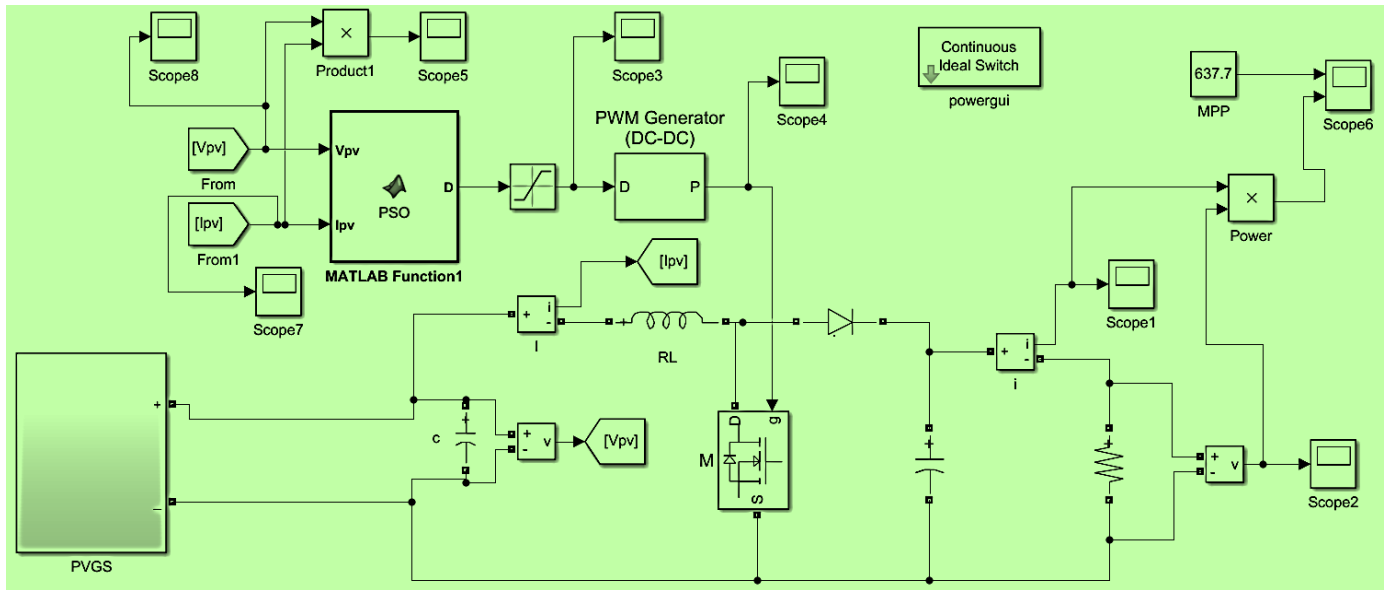 Scope8
×
Product1
Scope5
Scope3
Continuous
Ideal Switch
powergui
637.7
MPP
Scope6
Scope4
PWM Generator
(DC-DC)
[Vpv]
From
Vpv
PSO
D
D
P
[Ipv]
From1
Ipv
MATLAB Function1
×
Power
Scope7
[Ipv]
+
i
-
I
+
RL
Scope1
+
i
-
i
+
–
PVGS
+
c
+
-
v
[Vpv]
D
g
M
S
+
+
+
-
v
Scope2